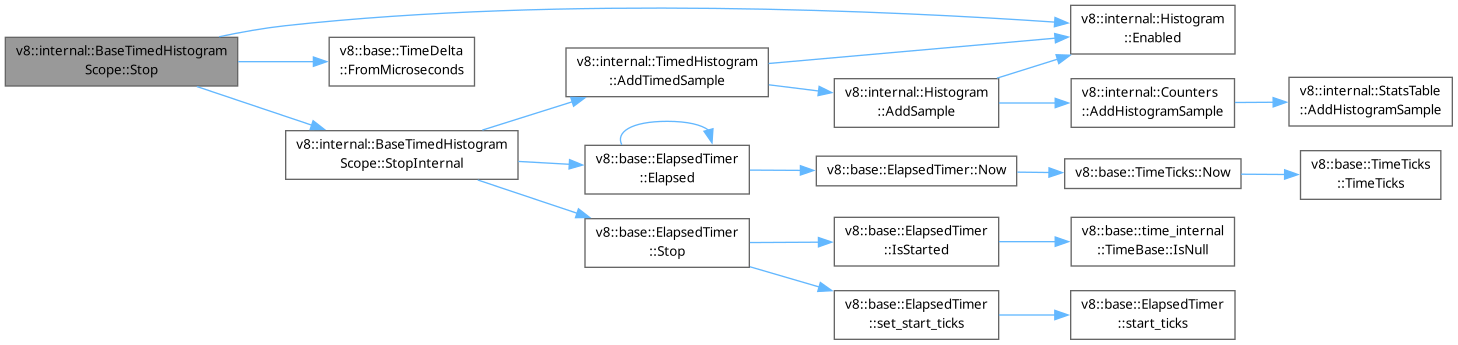 v8::internal::BaseTimedHistogram
Scope::Stop
v8::base::TimeDelta
::FromMicroseconds
v8::internal::BaseTimedHistogram
Scope::StopInternal
v8::internal::TimedHistogram
::AddTimedSample
v8::base::ElapsedTimer
::Elapsed
v8::base::ElapsedTimer
::Stop
v8::internal::Histogram
::AddSample
v8::base::ElapsedTimer::Now
v8::base::ElapsedTimer
::IsStarted
v8::base::ElapsedTimer
::set_start_ticks
v8::internal::Histogram
::Enabled
v8::internal::Counters
::AddHistogramSample
v8::base::TimeTicks::Now
v8::base::time_internal
::TimeBase::IsNull
v8::base::ElapsedTimer
::start_ticks
v8::internal::StatsTable
::AddHistogramSample
v8::base::TimeTicks
::TimeTicks